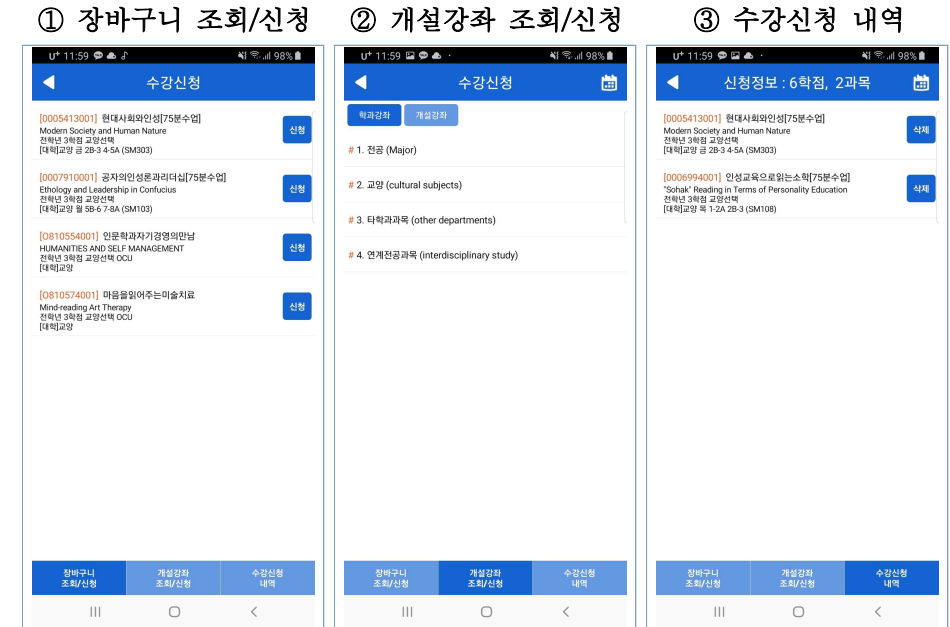 ① 장바구니 조회/신청
② 개설강좌 조회/신청
③ 수강신청 내역
U+ 11:59
98%
수강신청
[0005413001] 현대사회와인성[75분수업]
Modern Society and Human Nature
전학년 3학점 교양선택
[대학]교양 금 2B-3 4-5A (SM303)
신청
[0007910001] 공자의인성론과리더십[75분수업]
Ethology and Leadership in Confucius
전학년 3학점 교양선택
[대학]교양 월 5B-6 7-8A (SM103)
신청
[O810554001] 인문학과자기경영의만남
HUMANITIES AND SELF MANAGEMENT
전학년 3학점 교양선택 OCU
[대학]교양
신청
[O810574001] 마음을읽어주는미술치료
Mind-reading Art Therapy
전학년 3학점 교양선택 OCU
[대학]교양
신청
장바구니
조회/신청
개설강좌
조회/신청
수강신청
내역
U+ 11:59
98%
수강신청
학과강좌
개설강좌
# 1. 전공 (Major)
# 2. 교양 (cultural subjects)
# 3. 타학과과목 (other departments)
# 4. 연계전공과목 (interdisciplinary study)
장바구니
조회/신청
개설강좌
조회/신청
수강신청
내역
U+ 11:59
98%
신청정보 : 6학점, 2과목
[0005413001] 현대사회와인성[75분수업]
Modern Society and Human Nature
전학년 3학점 교양선택
[대학]교양 금 2B-3 4-5A (SM303)
삭제
[0006994001] 인성교육으로읽는소학[75분수업]
"Sohak" Reading in Terms of Personality Education
전학년 3학점 교양선택
[대학]교양 목 1-2A 2B-3 (SM108)
삭제
장바구니
조회/신청
개설강좌
조회/신청
수강신청
내역